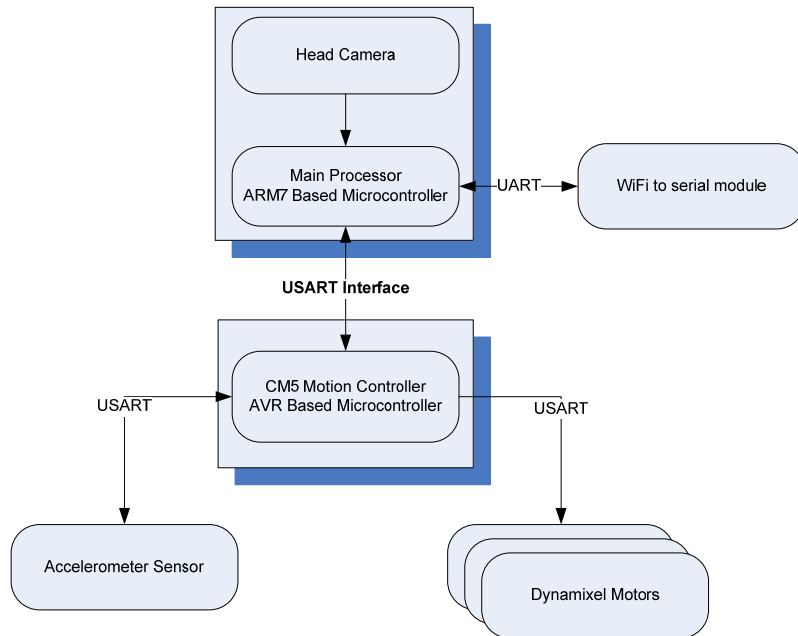 Head Camera
Main Processor
ARM7 Based Microcontroller
UART
WiFi to serial module
USART Interface
CM5 Motion Controller
AVR Based Microcontroller
USART
USART
Accelerometer Sensor
Dynamixel Motors